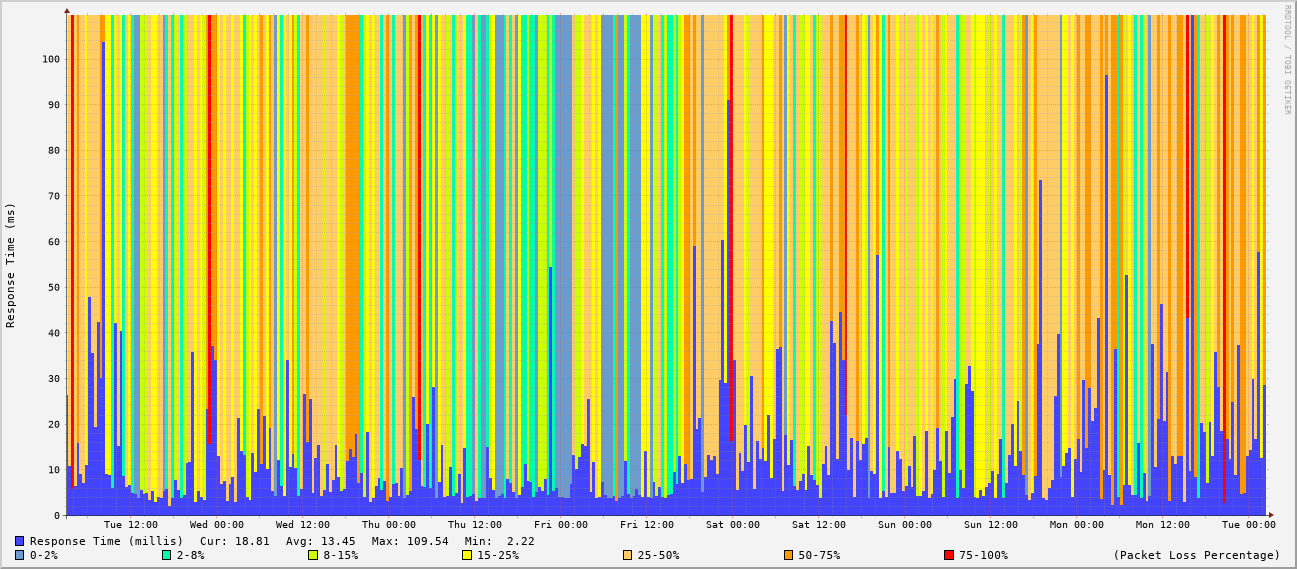 RRDTOOL / TOBI OETIKER
Response Time (ms)
100
90
80
70
60
50
40
30
20
10
0
Tue 12:00 Wed 00:00 Wed 12:00 Thu 00:00 Thu 12:00 Fri 00:00 Fri 12:00 Sat 00:00 Sat 12:00 Sun 00:00 Sun 12:00 Mon 00:00 Mon 12:00 Tue 00:00
Response Time (millis) Cur: 18.81 Avg: 13.45 Max: 109.54 Min: 2.22
0-2% 2-8% 8-15% 15-25% 25-50% 50-75% 75-100% (Packet Loss Percentage)